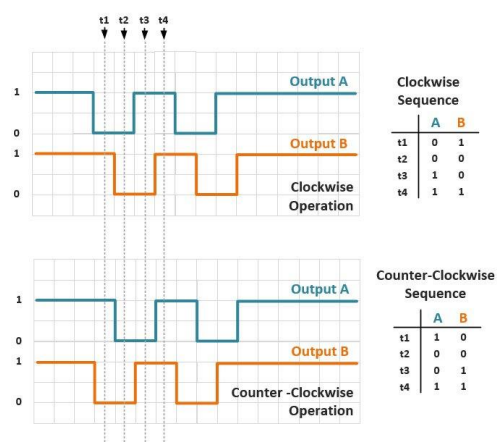 t1 t2 t3 t4
Output A
1
0
Output B
1
0
Clockwise
Operation
Clockwise
Sequence
A B
t1 0 1
t2 0 0
t3 1 0
t4 1 1
Output A
1
0
Output B
1
0
Counter -Clockwise
Operation
Counter-Clockwise
Sequence
A B
t1 1 0
t2 0 0
t3 0 1
t4 1 1